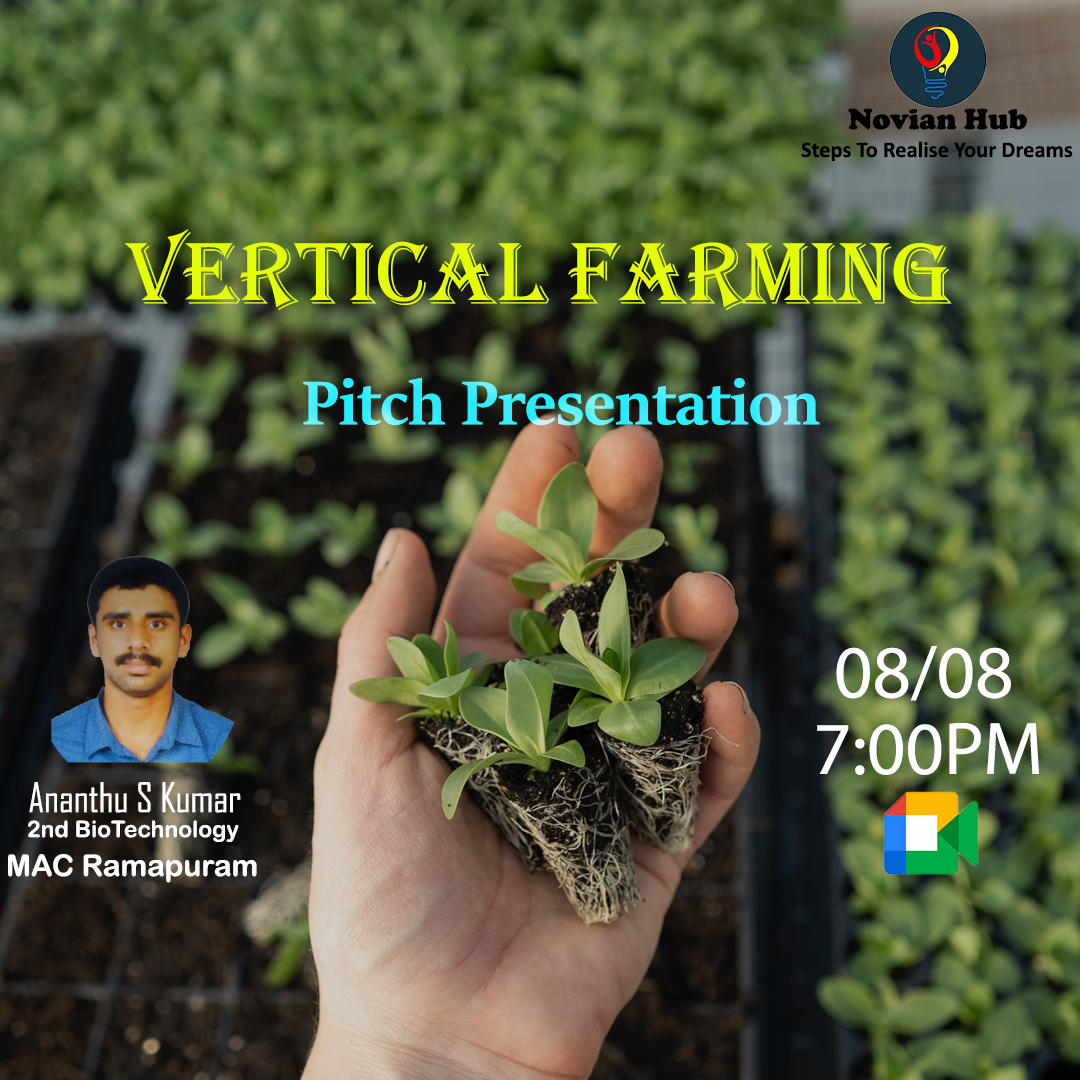 Novian Hub
Steps To Realise Your Dreams
VERTICAL FARMING
Pitch Presentation
08/08
7:00PM
Ananthu S Kumar
2nd BioTechnology
MAC Ramapuram